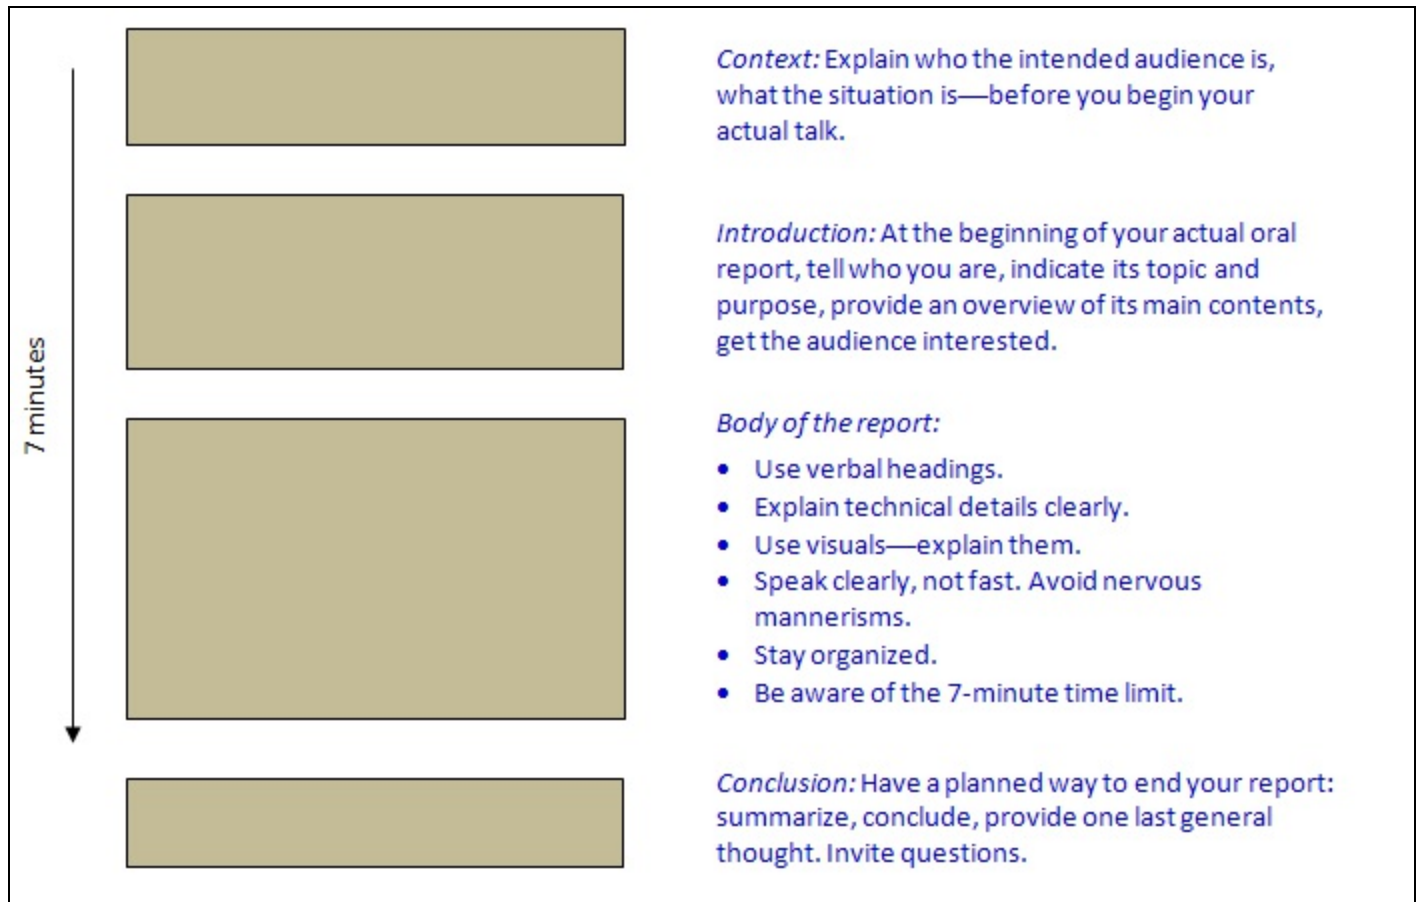 7 minutes
Context: Explain who the intended audience is,
what the situation is—before you begin your
actual talk.
Introduction: At the beginning of your actual oral
report, tell who you are, indicate its topic and
purpose, provide an overview of its main contents,
get the audience interested.
Body of the report:
• Use verbal headings.
• Explain technical details clearly.
• Use visuals—explain them.
• Speak clearly, not fast. Avoid nervous
mannerisms.
• Stay organized.
• Be aware of the 7-minute time limit.
Conclusion: Have a planned way to end your report:
summarize, conclude, provide one last general
thought. Invite questions.